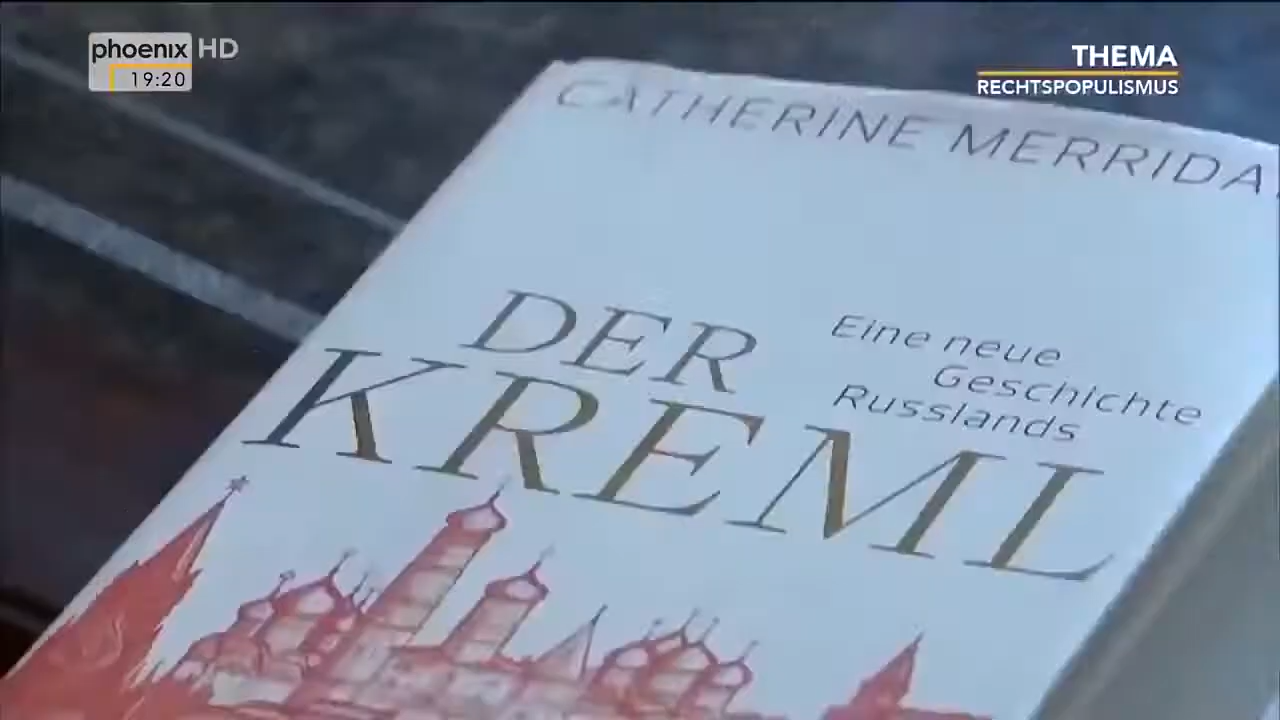 phoenix HD
19:20
THEMA
RECHTSPOPULISMUS
CATHERINE MERRIDA
DER
KREML
Eine neue
Geschichte
Russlands